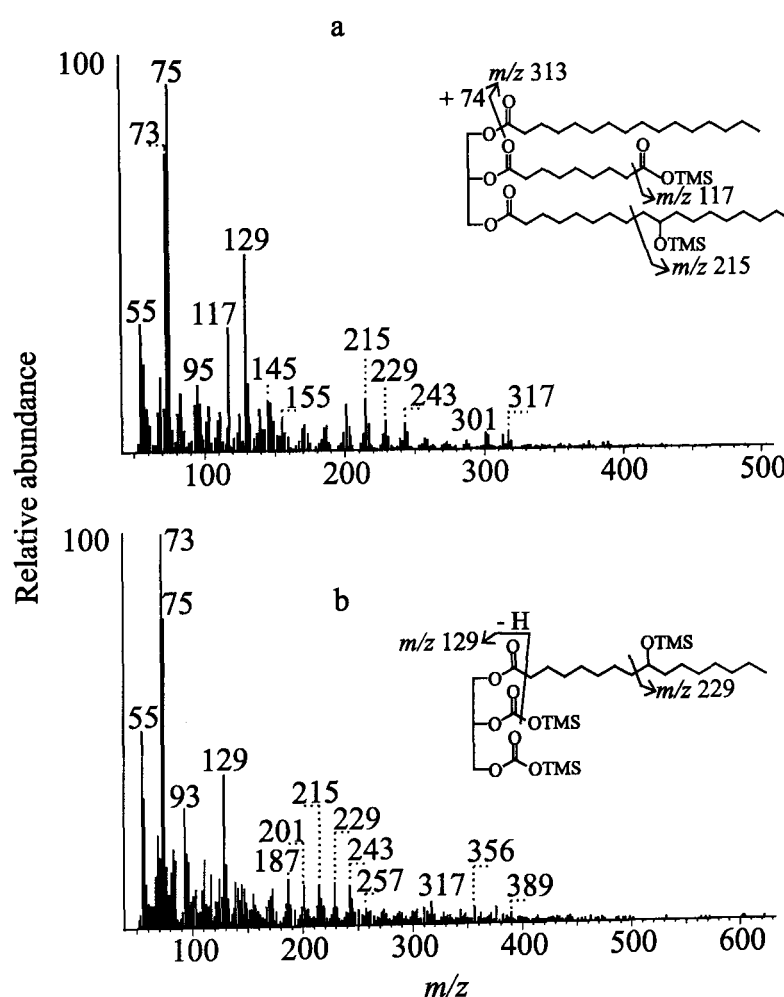 a
100
75
73
55
95
117
129
145
155
215
229
243
301
317
m/z 313
+ 74
O
O
O
O
O
OTMS
m/z 117
O
O
OTMS
m/z 215
100 200 300 400 500
Relative abundance
b
100
73
75
55
93
129
187
201
215
229
243
257
317
356
389
- H
m/z 129
O
OTMS
O
m/z 229
O
O
OTMS
O
O
OTMS
100 200 300 400 500 600
m/z